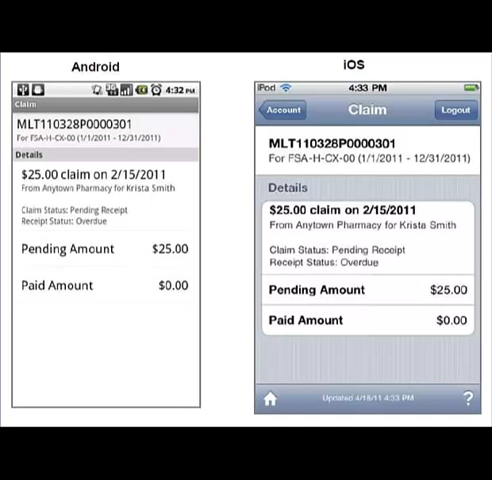 Android
4:32 PM
Claim
MLT110328P0000301
For FSA-H-CX-00 (1/1/2011 - 12/31/2011)
Details
$25.00 claim on 2/15/2011
From Anytown Pharmacy for Krista Smith
Claim Status: Pending Receipt
Receipt Status: Overdue
Pending Amount $25.00
Paid Amount $0.00
iOS
iPod 4:33 PM
Account Claim Logout
MLT110328P0000301
For FSA-H-CX-00 (1/1/2011 - 12/31/2011)
Details
$25.00 claim on 2/15/2011
From Anytown Pharmacy for Krista Smith
Claim Status: Pending Receipt
Receipt Status: Overdue
Pending Amount $25.00
Paid Amount $0.00
Updated 4/18/11 4:33 PM ?